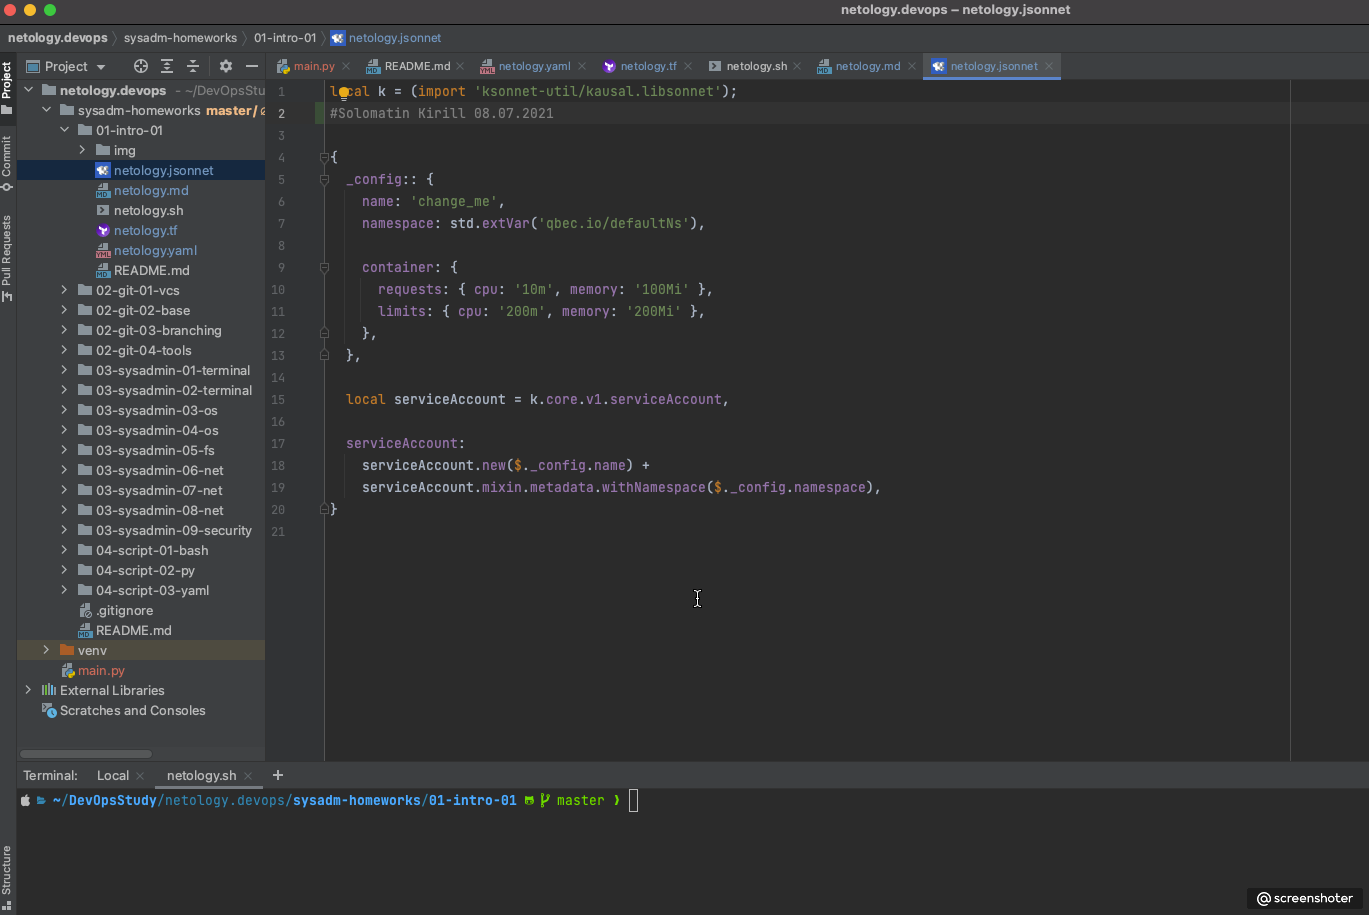 netology.devops – netology.jsonnet
netology.devops sysadm-homeworks 01-intro-01 netology.jsonnet
Project
Commit
Pull Requests
Structure
Project
main.py README.md netology.yaml netology.tf netology.sh netology.md netology.jsonnet
netology.devops - ~/DevOpsStu
sysadm-homeworks master/
01-intro-01
img
netology.jsonnet
netology.md
netology.sh
netology.tf
netology.yaml
README.md
02-git-01-vcs
02-git-02-base
02-git-03-branching
02-git-04-tools
03-sysadmin-01-terminal
03-sysadmin-02-terminal
03-sysadmin-03-os
03-sysadmin-04-os
03-sysadmin-05-fs
03-sysadmin-06-net
03-sysadmin-07-net
03-sysadmin-08-net
03-sysadmin-09-security
04-script-01-bash
04-script-02-py
04-script-03-yaml
.gitignore
README.md
venv
main.py
External Libraries
Scratches and Consoles
1 local k = (import 'ksonnet-util/kausal.libsonnet');
2 #Solomatin Kirill 08.07.2021
3
4 {
5 _config:: {
6 name: 'change_me',
7 namespace: std.extVar('qbec.io/defaultNs'),
8
9 container: {
10 requests: { cpu: '10m', memory: '100Mi' },
11 limits: { cpu: '200m', memory: '200Mi' },
12 },
13 },
14
15 local serviceAccount = k.core.v1.serviceAccount,
16
17 serviceAccount:
18 serviceAccount.new($._config.name) +
19 serviceAccount.mixin.metadata.withNamespace($._config.namespace),
20 }
21
Terminal: Local netology.sh +
~/DevOpsStudy/netology.devops/sysadm-homeworks/01-intro-01 master ❯
@screenshoter